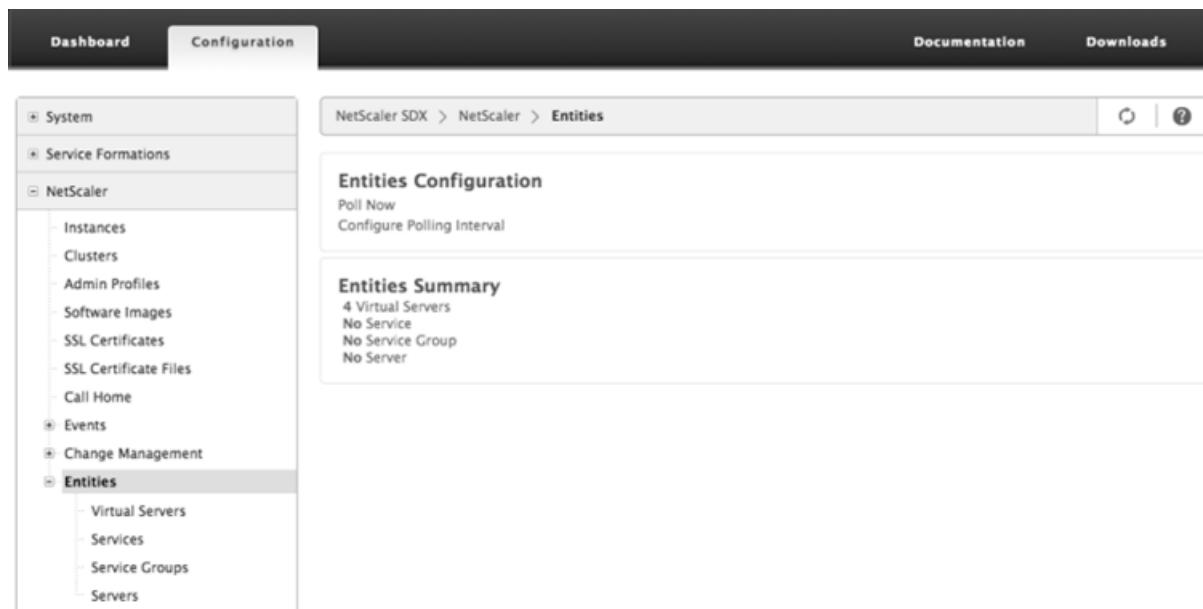 Dashboard
Configuration
Documentation
Downloads
System
Service Formations
NetScaler
Instances
Clusters
Admin Profiles
Software Images
SSL Certificates
SSL Certificate Files
Call Home
Events
Change Management
Entities
Virtual Servers
Services
Service Groups
Servers
NetScaler SDX > NetScaler > Entities
Entities Configuration
Poll Now
Configure Polling Interval
Entities Summary
4 Virtual Servers
No Service
No Service Group
No Server